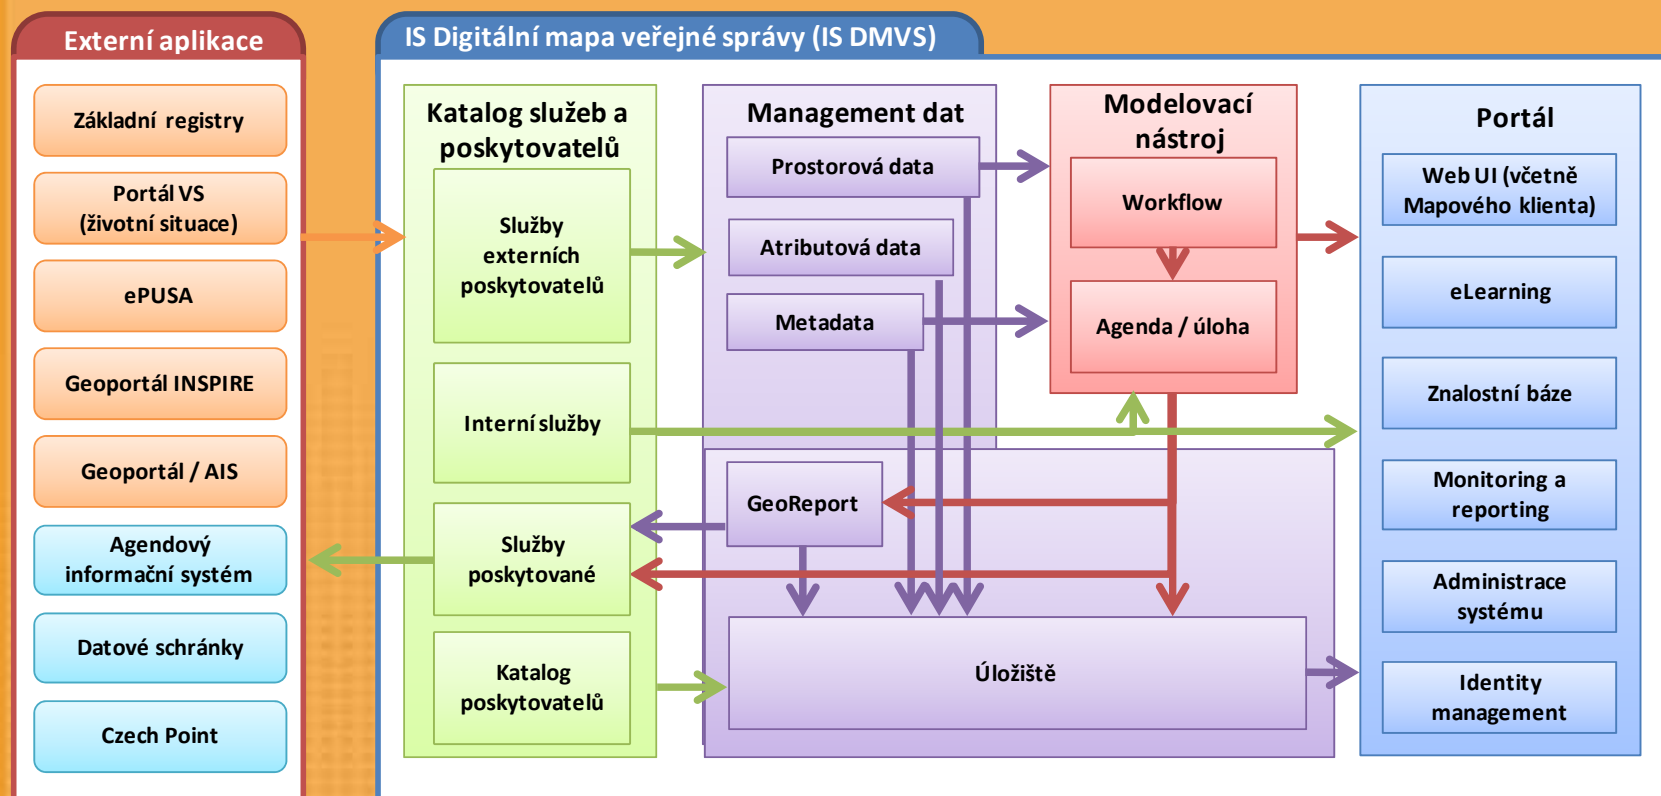 Externí aplikace
Základní registry
Portál VS
(životní situace)
ePUSA
Geoportál INSPIRE
Geoportál / AIS
Agendový
informační systém
Datové schránky
Czech Point
IS Digitální mapa veřejné správy (IS DMVS)
Katalog služeb a
poskytovatelů
Služby
externích
poskytovatelů
Interní služby
Služby
poskytované
Katalog
poskytovatelů
Management dat
Prostorová data
Atributová data
Metadata
GeoReport
Úložiště
Modelovací
nástroj
Workflow
Agenda / úloha
Portál
Web UI (včetně
Mapového klienta)
eLearning
Znalostní báze
Monitoring a
reporting
Administrace
systému
Identity
management